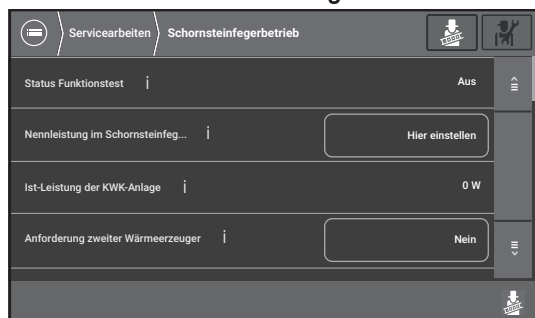 Servicearbeiten Schornsteinfegerbetrieb
Status Funktionstest i Aus
Nennleistung im Schornsteinfeg... i Hier einstellen
Ist-Leistung der KWK-Anlage i 0 W
Anforderung zweiter Wärmeerzeuger i Nein